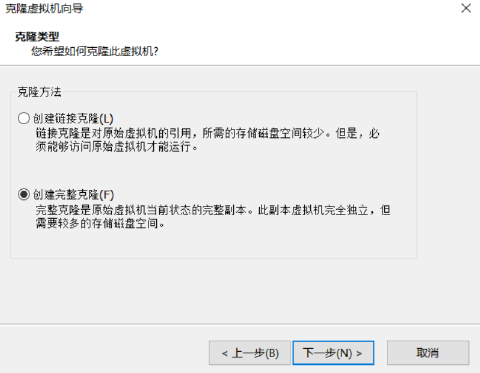 克隆虚拟机向导
克隆类型
您希望如何克隆此虚拟机?
克隆方法
创建链接克隆(L)
链接克隆是对原始虚拟机的引用，所需的存储磁盘空间较少。但是，必
须能够访问原始虚拟机才能运行。
创建完整克隆(F)
完整克隆是原始虚拟机当前状态的完整副本。此副本虚拟机完全独立，但
需要较多的存储磁盘空间。
< 上一步(B) 下一步(N) > 取消